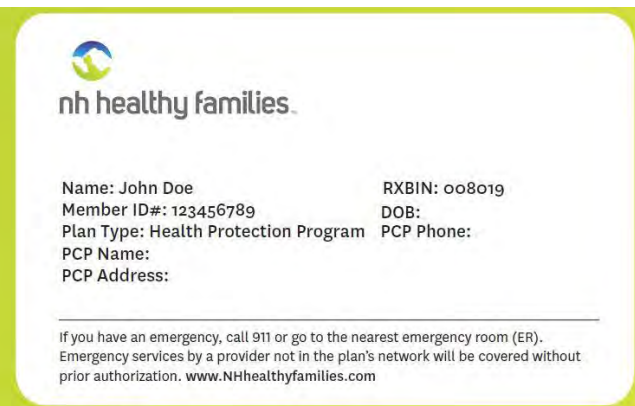 nh healthy families™
Name: John Doe
RXBIN: 008019
Member ID#: 123456789
DOB:
Plan Type: Health Protection Program
PCP Phone:
PCP Name:
PCP Address:
If you have an emergency, call 911 or go to the nearest emergency room (ER).
Emergency services by a provider not in the plan's network will be covered without
prior authorization. www.NHhealthyfamilies.com